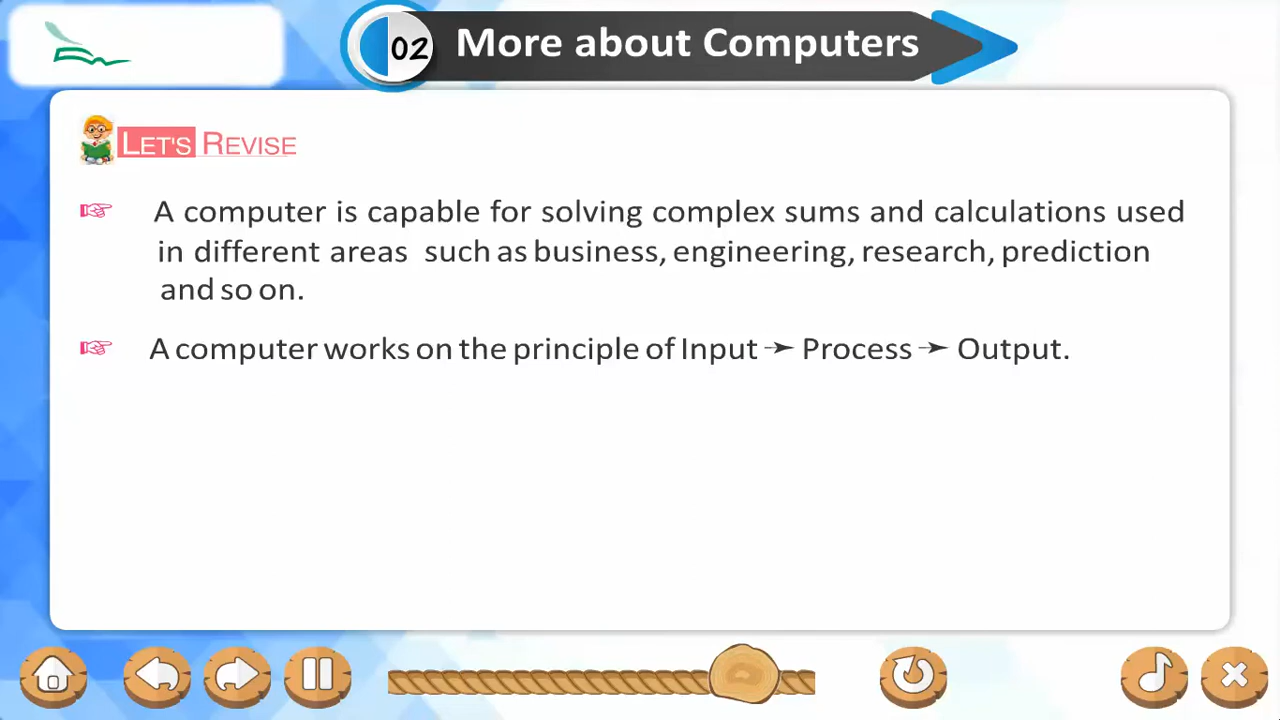 02 More about Computers
LET'S REVISE
A computer is capable for solving complex sums and calculations used
in different areas such as business, engineering, research, prediction
and so on.
A computer works on the principle of Input → Process → Output.